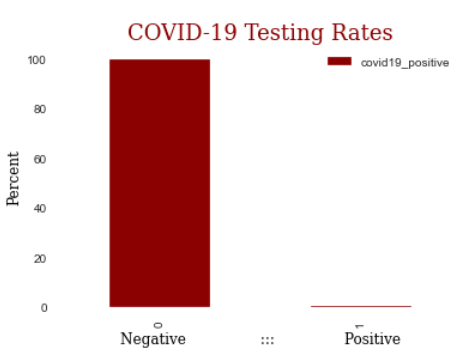 COVID-19 Testing Rates
covid19_positive
100
80
60
40
20
0
Percent
0
1
Negative ::: Positive